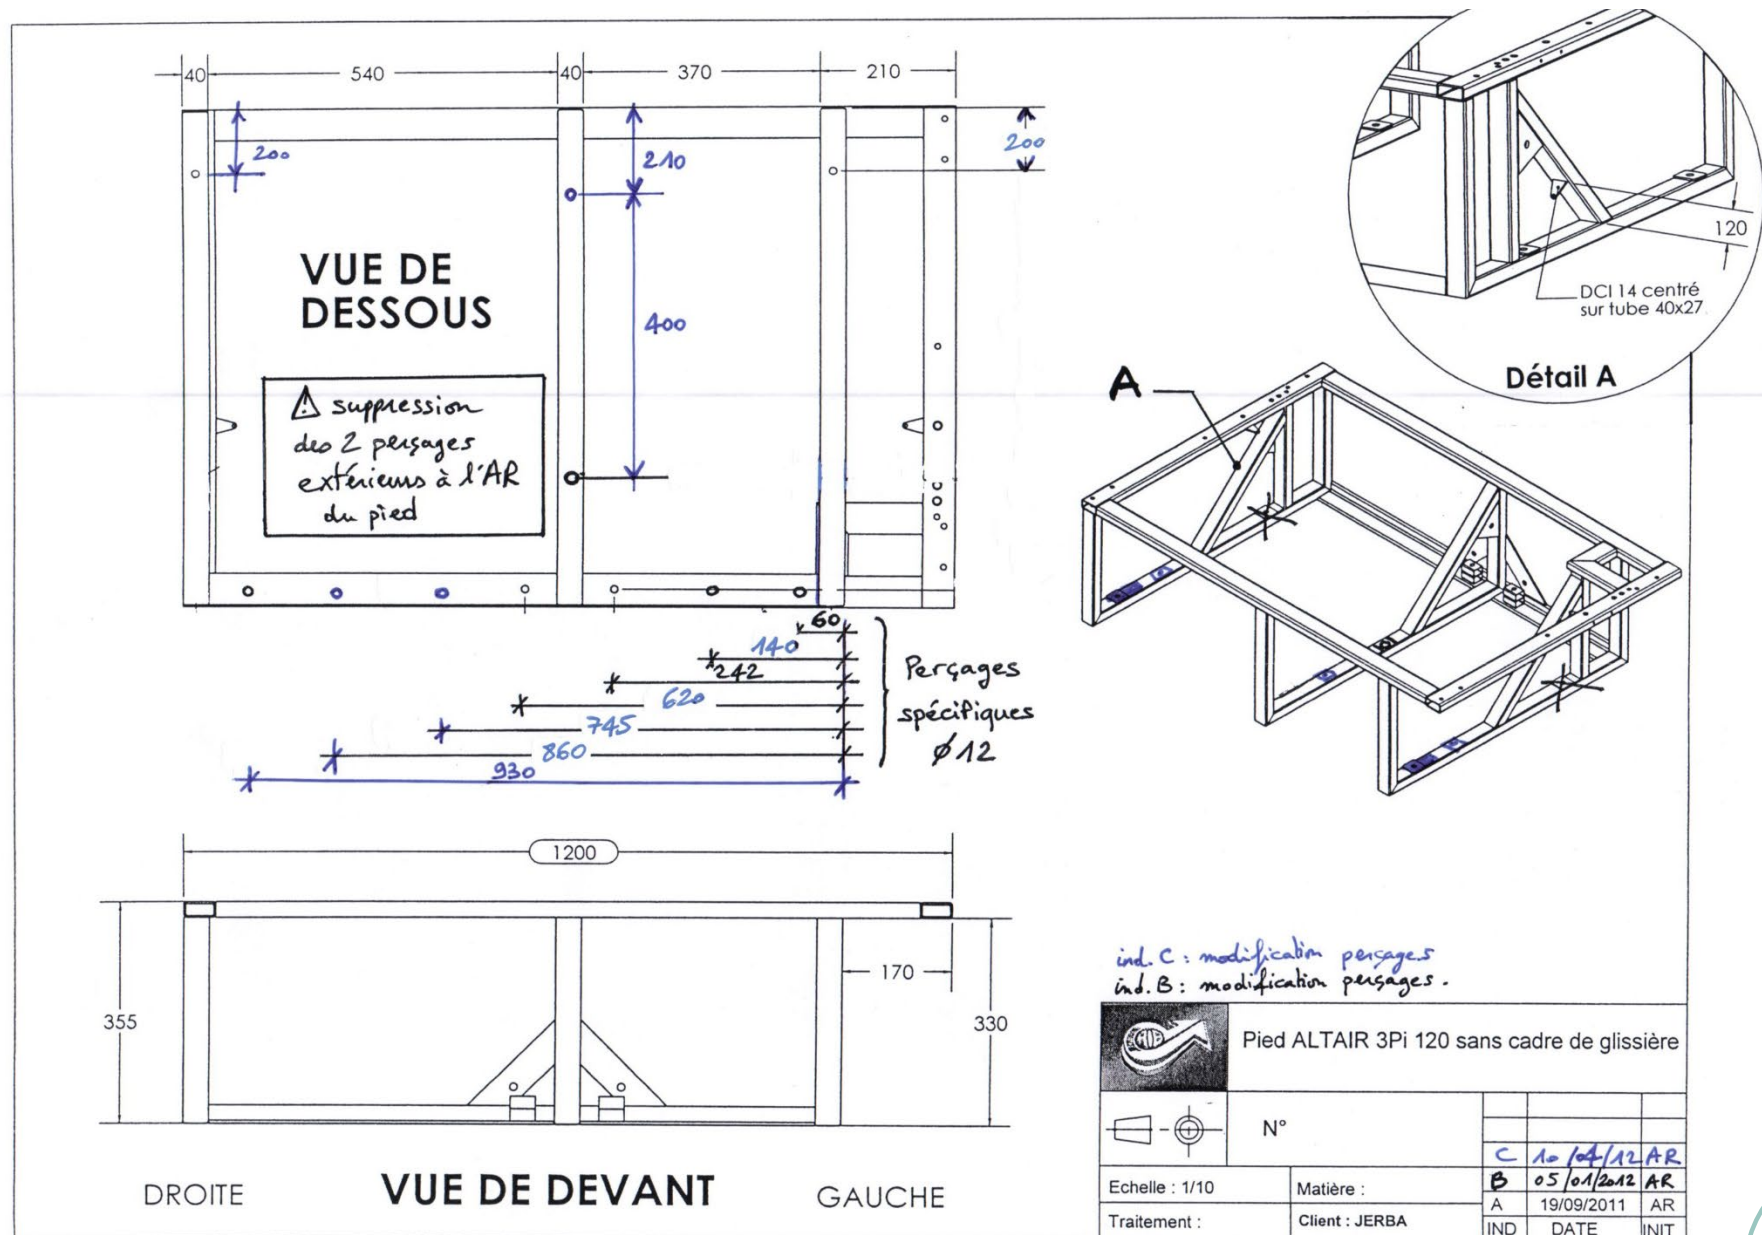 40 540 40 370 210
200
210
200
400
VUE DE
DESSOUS
⚠ suppression
des 2 perçages
extérieurs à l'AR
du pied
60
140
242
620
745
860
930
Perçages
spécifiques
Ø12
120
DCI 14 centré
sur tube 40x27
Détail A
A
1200
355
170
330
DROITE
VUE DE DEVANT
GAUCHE
ind. C : modification perçages
ind. B : modification perçages.
Pied ALTAIR 3Pi 120 sans cadre de glissière
N°
C 10/04/12 AR
B 05/01/2012 AR
A 19/09/2011 AR
IND DATE INIT
Echelle : 1/10
Matière :
Traitement :
Client : JERBA